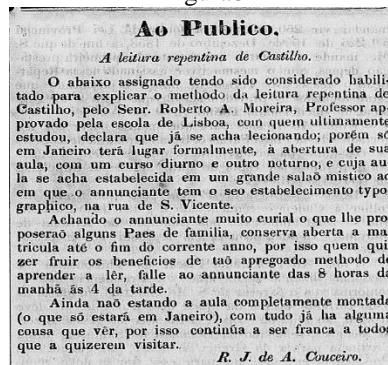 Ao Publico.
A leitura repentina de Castilho.
O abaixo assignado tendo sido considerado habili-
tado para explicar o methodo da leitura repentina de
Castilho, pelo Senr. Roberto A. Moreira, Professor ap-
provado pela escola de Lisboa, com quem ultimamente
estudou, declara que já se acha lecionando; porém só
em Janeiro terá lugar formalmente, á abertura de sua
aula, com um curso diurno e outro noturno, e cuja au
la se acha estabelecida em um grande salaõ mistico ao
em que o annunciante tem o seo estabelecimento typo
graphico, na rua de S. Vicente.
Achando o annunciante muito curial o que lhe pro
poseraõ alguns Paes de familia, conserva aberta a ma
tricula até o fim do corrente anno, por isso quem qui
zer fruir os beneficios de taõ apregoado methodo de
aprender a lêr, falle ao annunciante das 8 horas da
manhã ás 4 da tarde.
Ainda naõ estando a aula completamente montada
(o que só estará em Janeiro), com tudo já ha alguma
cousa que vêr, por isso continúa a ser franca a todos
que a quizerem visitar.
R. J. de A. Couceiro.